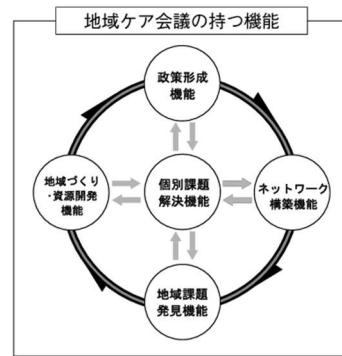 地域ケア会議の持つ機能
政策形成
機能
地域づくり
・資源開発
機能
個別課題
解決機能
ネットワーク
構築機能
地域課題
発見機能